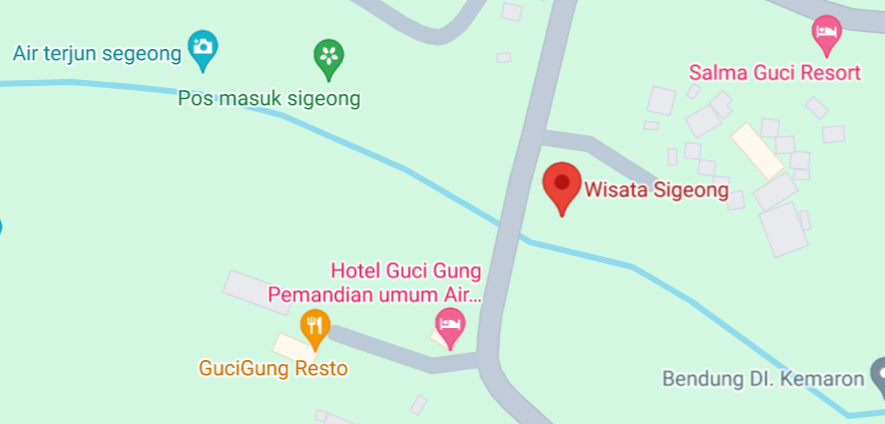 Air terjun segeong
Pos masuk sigeong
Salma Guci Resort
Wisata Sigeong
Hotel Guci Gung
Pemandian umum Air...
GuciGung Resto
Bendung DI. Kemaron